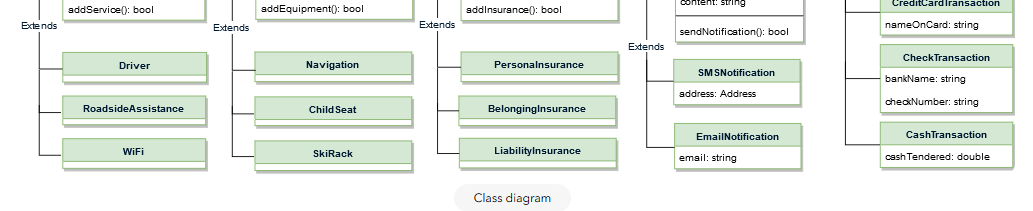 addService(): bool
Extends
Driver
RoadsideAssistance
WiFi
addEquipment(): bool
Extends
Navigation
ChildSeat
SkiRack
addInsurance(): bool
Extends
PersonalInsurance
BelongingInsurance
LiabilityInsurance
content: string
sendNotification(): bool
Extends
SMSNotification
address: Address
EmailNotification
email: string
CreditCardTransaction
nameOnCard: string
CheckTransaction
bankName: string
checkNumber: string
CashTransaction
cashTendered: double
Class diagram